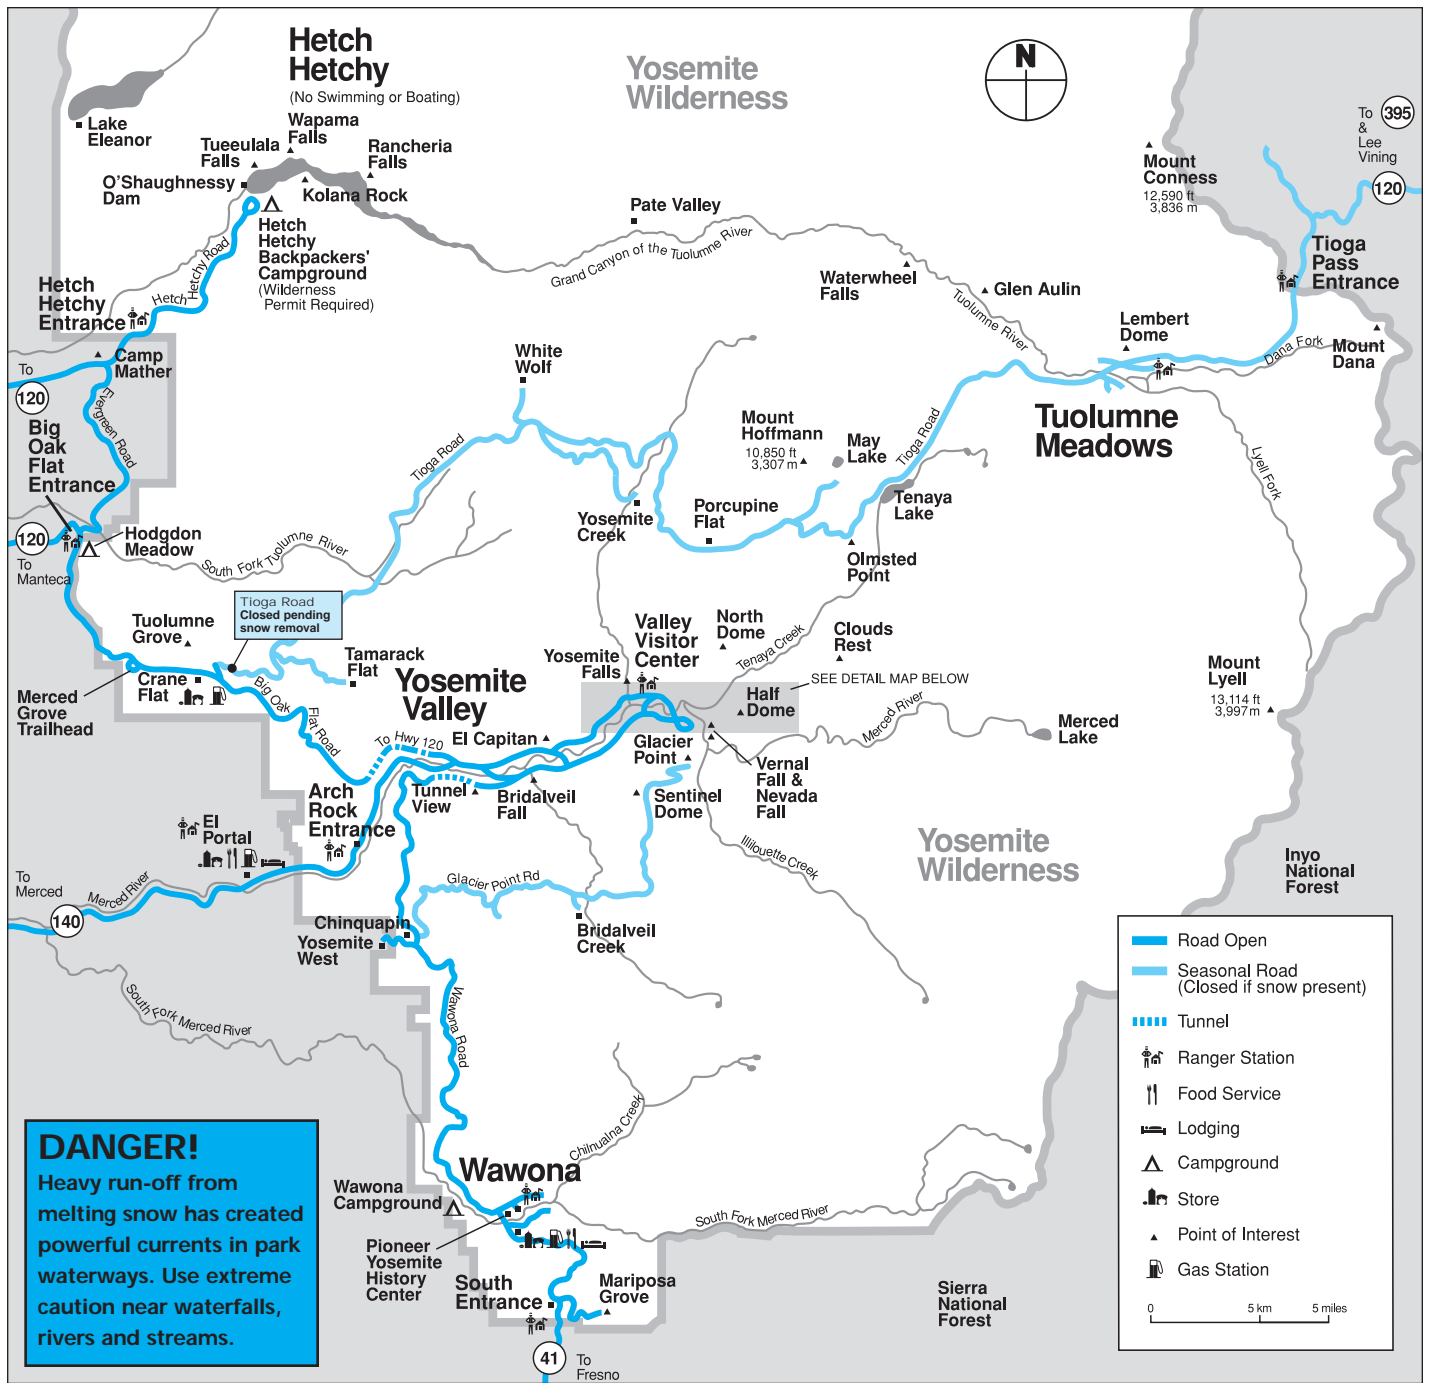 Hetch
Hetchy
(No Swimming or Boating)
Yosemite
Wilderness
N
To
&
Lee
Vining
395
120
Lake
Eleanor
Tueeulala
Falls
Wapama
Falls
Rancheria
Falls
O'Shaughnessy
Dam
Kolana Rock
Mount
Conness
12,590 ft
3,836 m
Hetch
Hetchy
Backpackers'
Campground
(Wilderness
Permit Required)
Pate Valley
Grand Canyon of the Tuolumne River
Waterwheel
Falls
Tuolumne River
Glen Aulin
Tioga
Pass
Entrance
Hetch
Hetchy
Entrance
Hetch Hetchy Road
Lembert
Dome
Dana Fork
Mount
Dana
Camp
Mather
To
120
Evergreen Road
White
Wolf
Tuolumne
Meadows
Big
Oak
Flat
Entrance
Tioga Road
Mount
Hoffmann
10,850 ft
3,307 m
May
Lake
Tioga Road
Lyell Fork
Tenaya
Lake
Yosemite
Creek
Porcupine
Flat
Olmsted
Point
120
To
Manteca
Hodgdon
Meadow
South Fork Tuolumne River
Tioga Road
Closed pending
snow removal
Tuolumne
Grove
Tamarack
Flat
Crane
Flat
Merced
Grove
Trailhead
Big Oak Flat Road
Yosemite
Valley
Yosemite
Falls
Valley
Visitor
Center
North
Dome
Tenaya Creek
Clouds
Rest
SEE DETAIL MAP BELOW
Half
Dome
Mount
Lyell
13,114 ft
3,997 m
Merced River
Merced
Lake
To Hwy 120
El Capitan
Glacier
Point
Vernal
Fall &
Nevada
Fall
Arch
Rock
Entrance
Tunnel
View
Bridalveil
Fall
Sentinel
Dome
El
Portal
Illilouette Creek
Yosemite
Wilderness
Inyo
National
Forest
To
Merced
140
Merced River
Glacier Point Rd
Chinquapin
Yosemite
West
Bridalveil
Creek
South Fork Merced River
Wawona Road
Road Open
Seasonal Road
(Closed if snow present)
Tunnel
Ranger Station
Food Service
Lodging
Campground
Store
Point of Interest
Gas Station
0
5 km
5 miles
DANGER!
Heavy run-off from
melting snow has created
powerful currents in park
waterways. Use extreme
caution near waterfalls,
rivers and streams.
Chilnualna Creek
Wawona
Wawona
Campground
South Fork Merced River
Pioneer
Yosemite
History
Center
South
Entrance
Mariposa
Grove
Sierra
National
Forest
41
To
Fresno